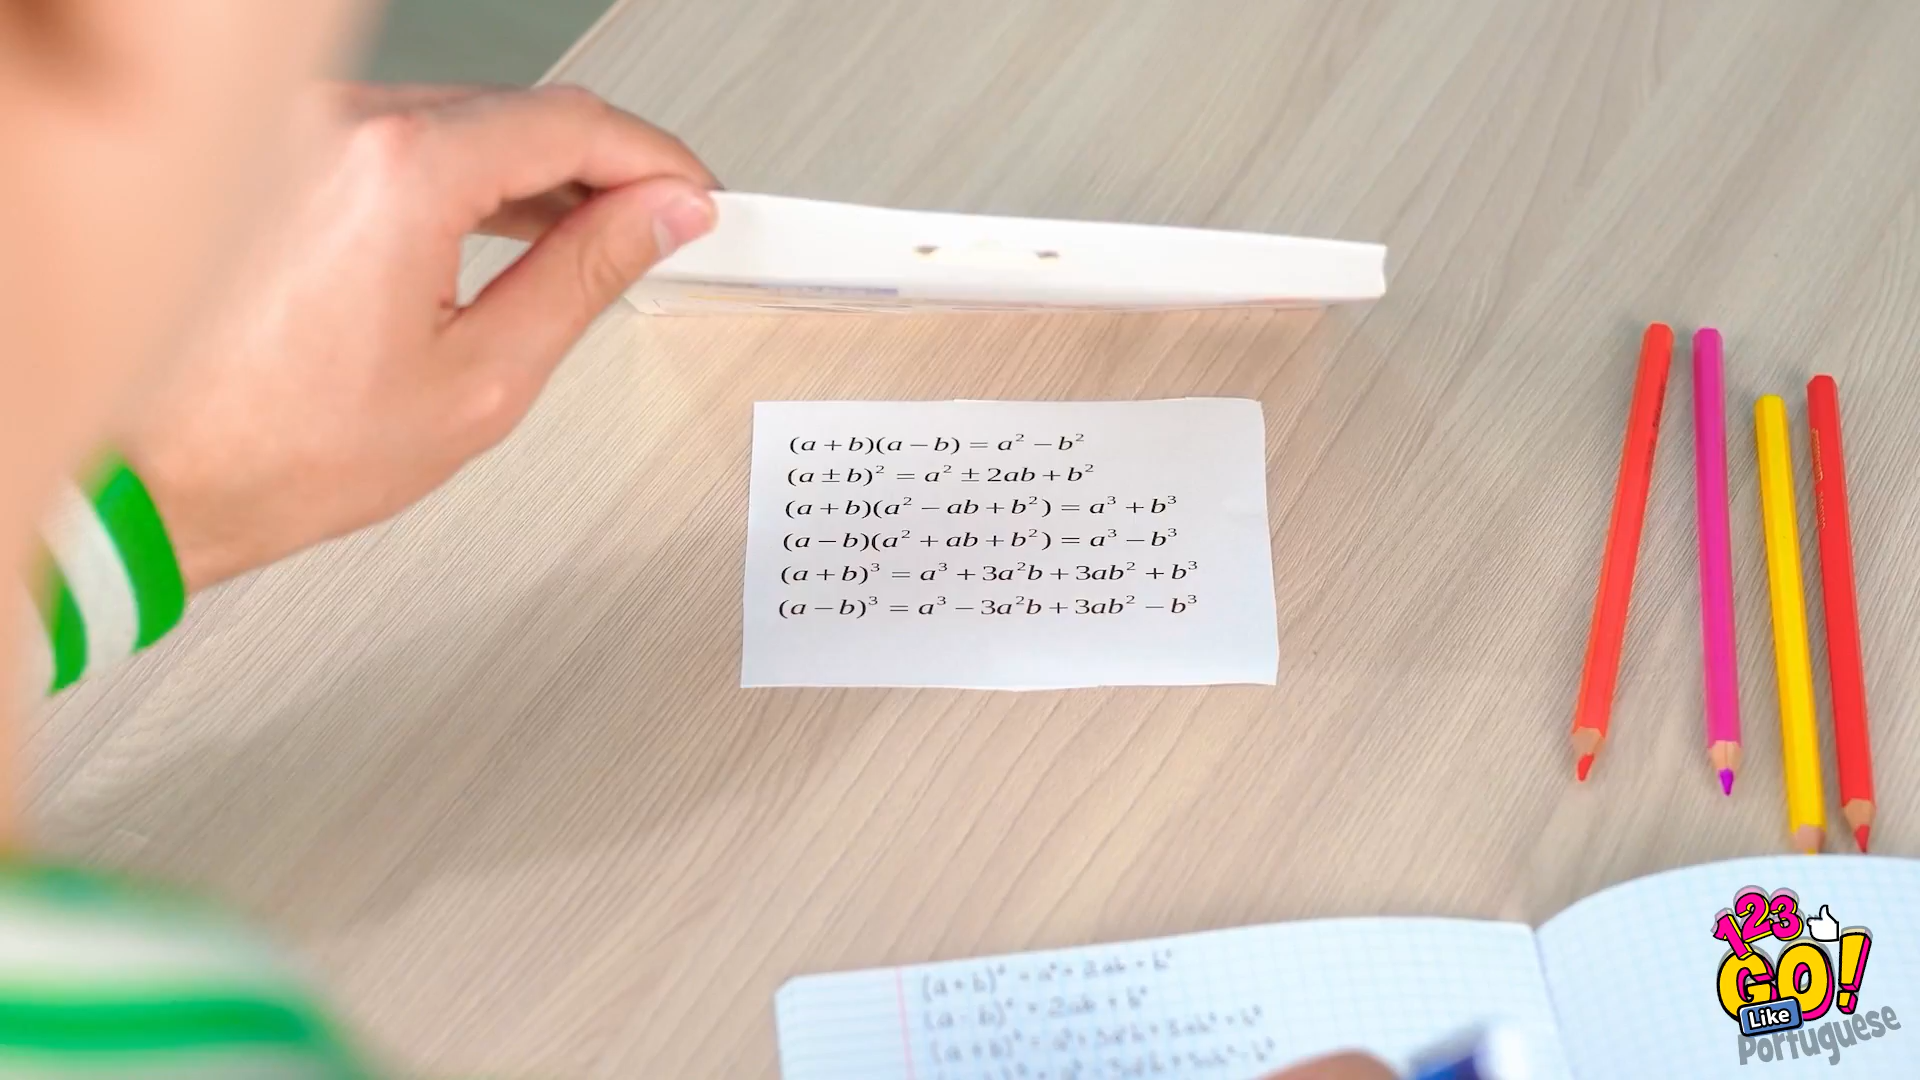 (a + b)(a − b) = a² − b²
(a ± b)² = a² ± 2ab + b²
(a + b)(a² − ab + b²) = a³ + b³
(a − b)(a² + ab + b²) = a³ − b³
(a + b)³ = a³ + 3a²b + 3ab² + b³
(a − b)³ = a³ − 3a²b + 3ab² − b³
123
GO!
Like
Portuguese